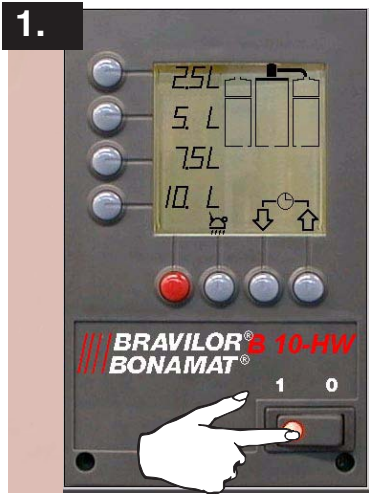 1.
2,5L
5. L
7,5L
10. L
BRAVILOR® B 10-HW
BONAMAT®
1 0